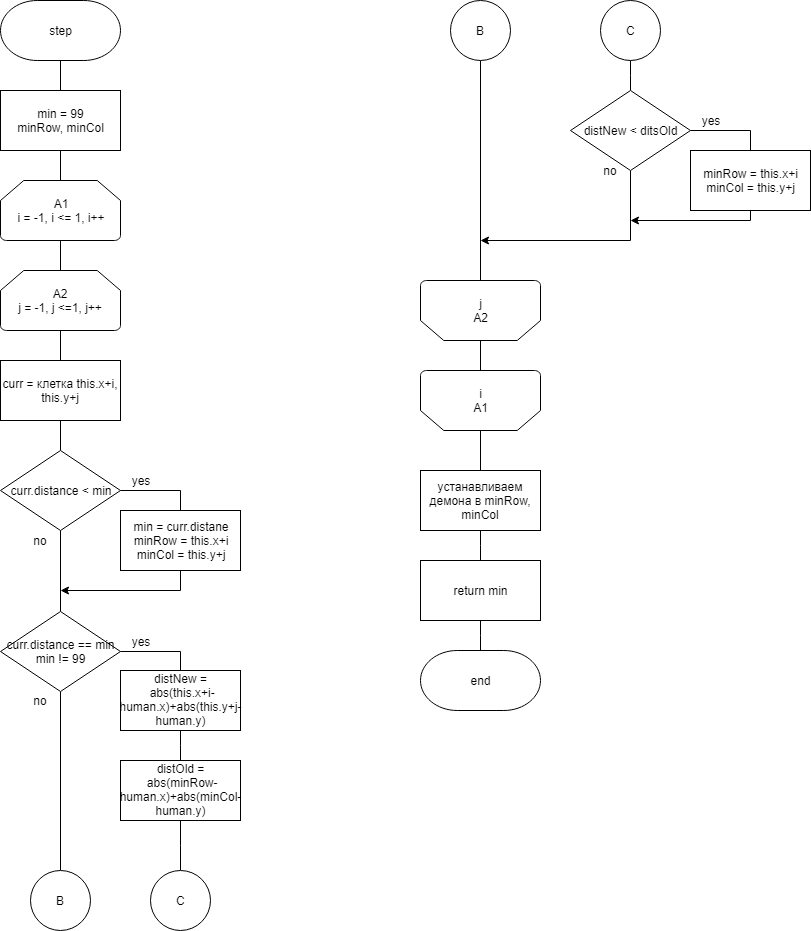 step
min = 99
minRow, minCol
A1
i = -1, i <= 1, i++
A2
j = -1, j <=1, j++
curr = клетка this.x+i,
this.y+j
curr.distance < min
yes
no
min = curr.distane
minRow = this.x+i
minCol = this.y+j
curr.distance == min
min != 99
yes
no
distNew =
abs(this.x+i-
human.x)+abs(this.y+j-
human.y)
distOld =
abs(minRow-
human.x)+abs(minCol-
human.y)
B
C
B
C
distNew < ditsOld
yes
no
minRow = this.x+i
minCol = this.y+j
j
A2
i
A1
устанавливаем
демона в minRow,
minCol
return min
end